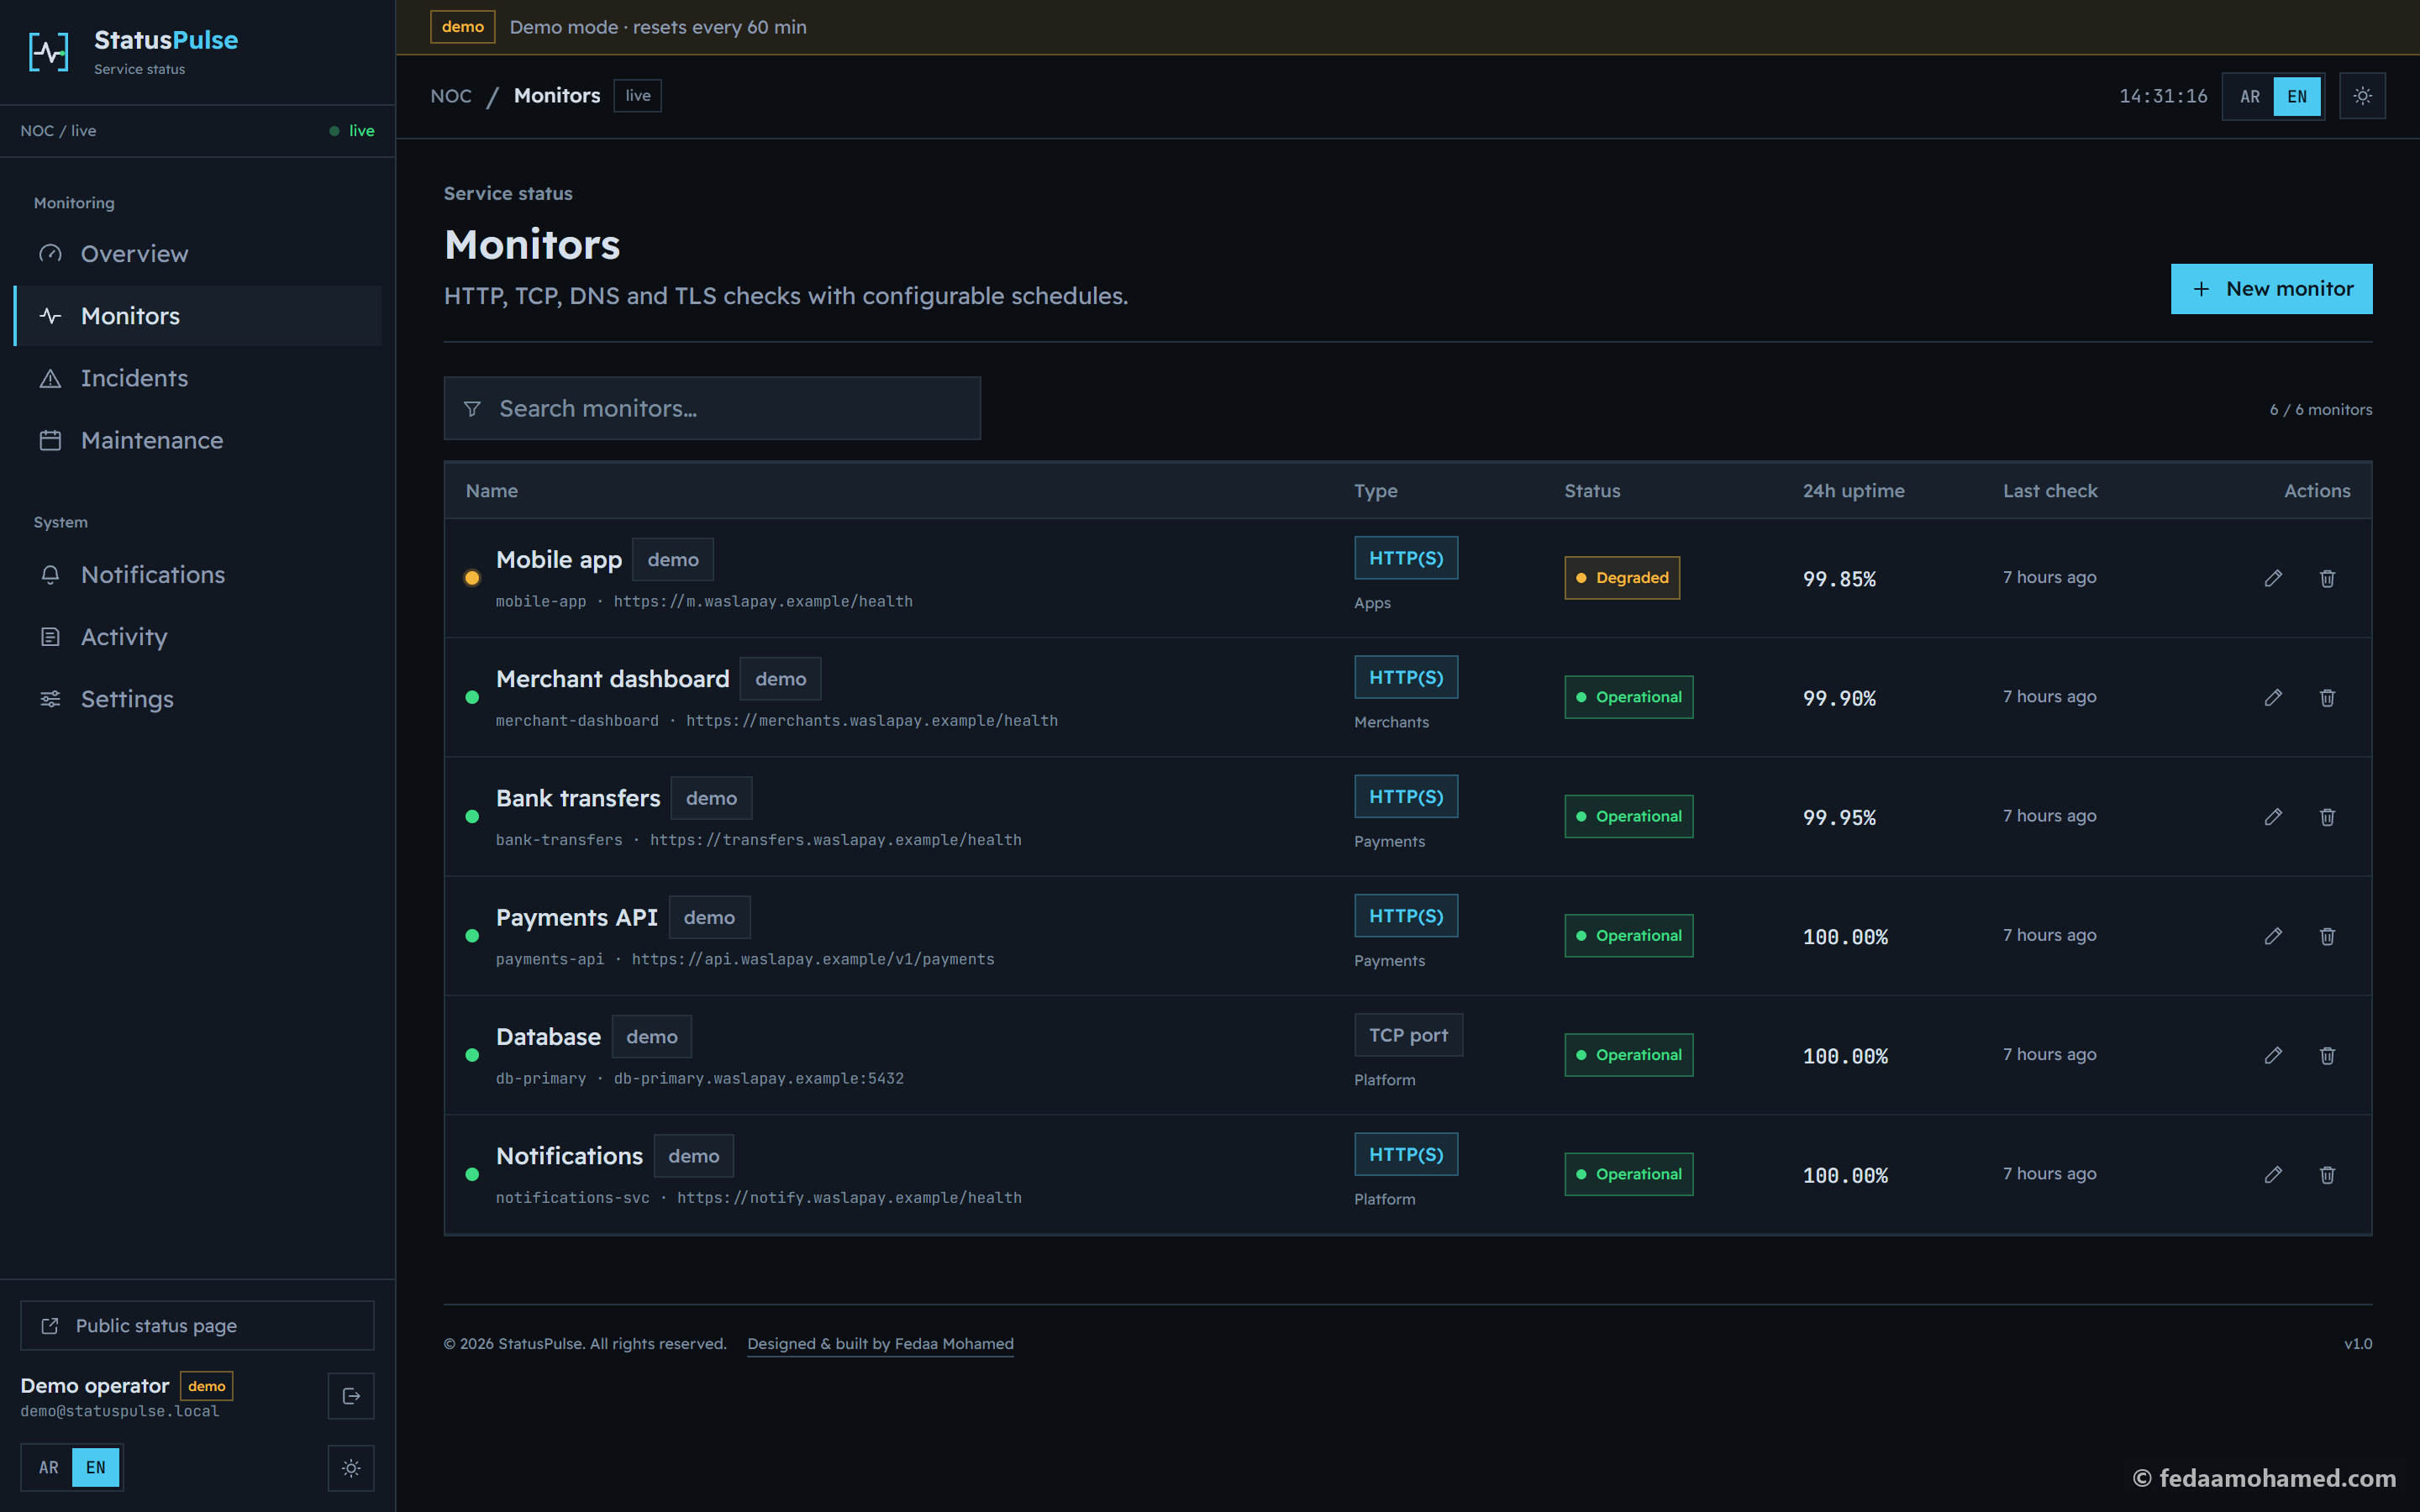 StatusPulse
Service status
NOC / live
live
Monitoring
Overview
Monitors
Incidents
Maintenance
System
Notifications
Activity
Settings
Public status page
Demo operator demo
demo@statuspulse.local
AR EN
demo Demo mode · resets every 60 min
NOC / Monitors live
14:31:16 AR EN
Service status
Monitors
HTTP, TCP, DNS and TLS checks with configurable schedules.
+ New monitor
Search monitors...
6 / 6 monitors
Name Type Status 24h uptime Last check Actions
Mobile app demo
mobile-app · https://m.waslapay.example/health
HTTP(S)
Apps
Degraded
99.85%
7 hours ago
Merchant dashboard demo
merchant-dashboard · https://merchants.waslapay.example/health
HTTP(S)
Merchants
Operational
99.90%
7 hours ago
Bank transfers demo
bank-transfers · https://transfers.waslapay.example/health
HTTP(S)
Payments
Operational
99.95%
7 hours ago
Payments API demo
payments-api · https://api.waslapay.example/v1/payments
HTTP(S)
Payments
Operational
100.00%
7 hours ago
Database demo
db-primary · db-primary.waslapay.example:5432
TCP port
Platform
Operational
100.00%
7 hours ago
Notifications demo
notifications-svc · https://notify.waslapay.example/health
HTTP(S)
Platform
Operational
100.00%
7 hours ago
© 2026 StatusPulse. All rights reserved. Designed & built by Fedaa Mohamed
v1.0
© fedaamohamed.com